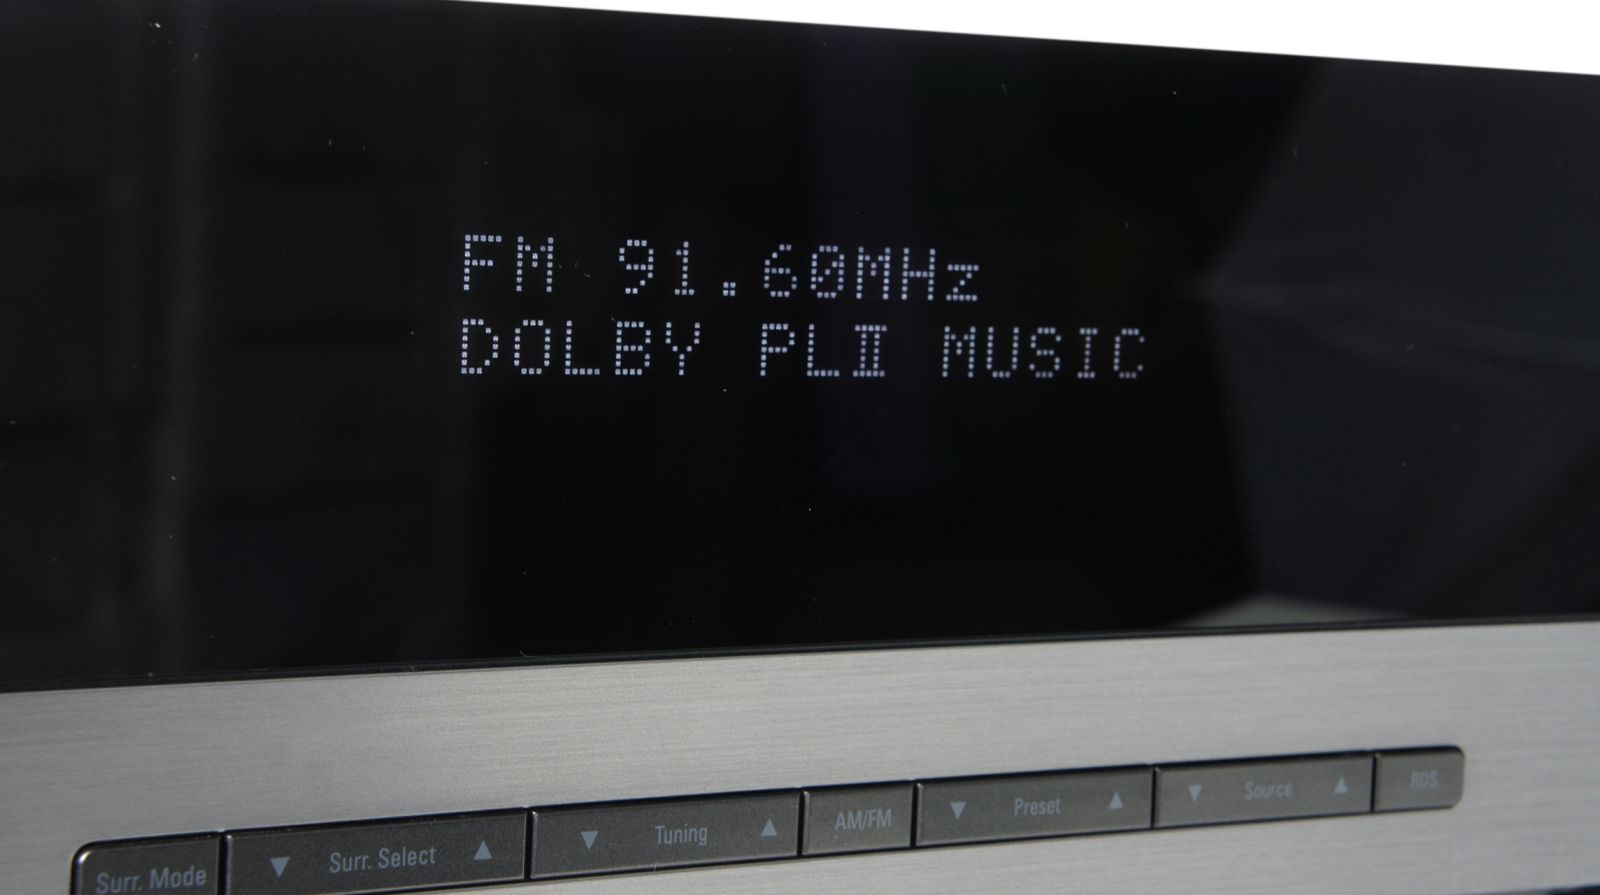 FM 91.60MHz
DOLBY PLII MUSIC
Surr. Mode ▼ Surr. Select ▲ ▼ Tuning ▲ AM/FM ▼ Preset ▲ ▼ Source ▲ RDS